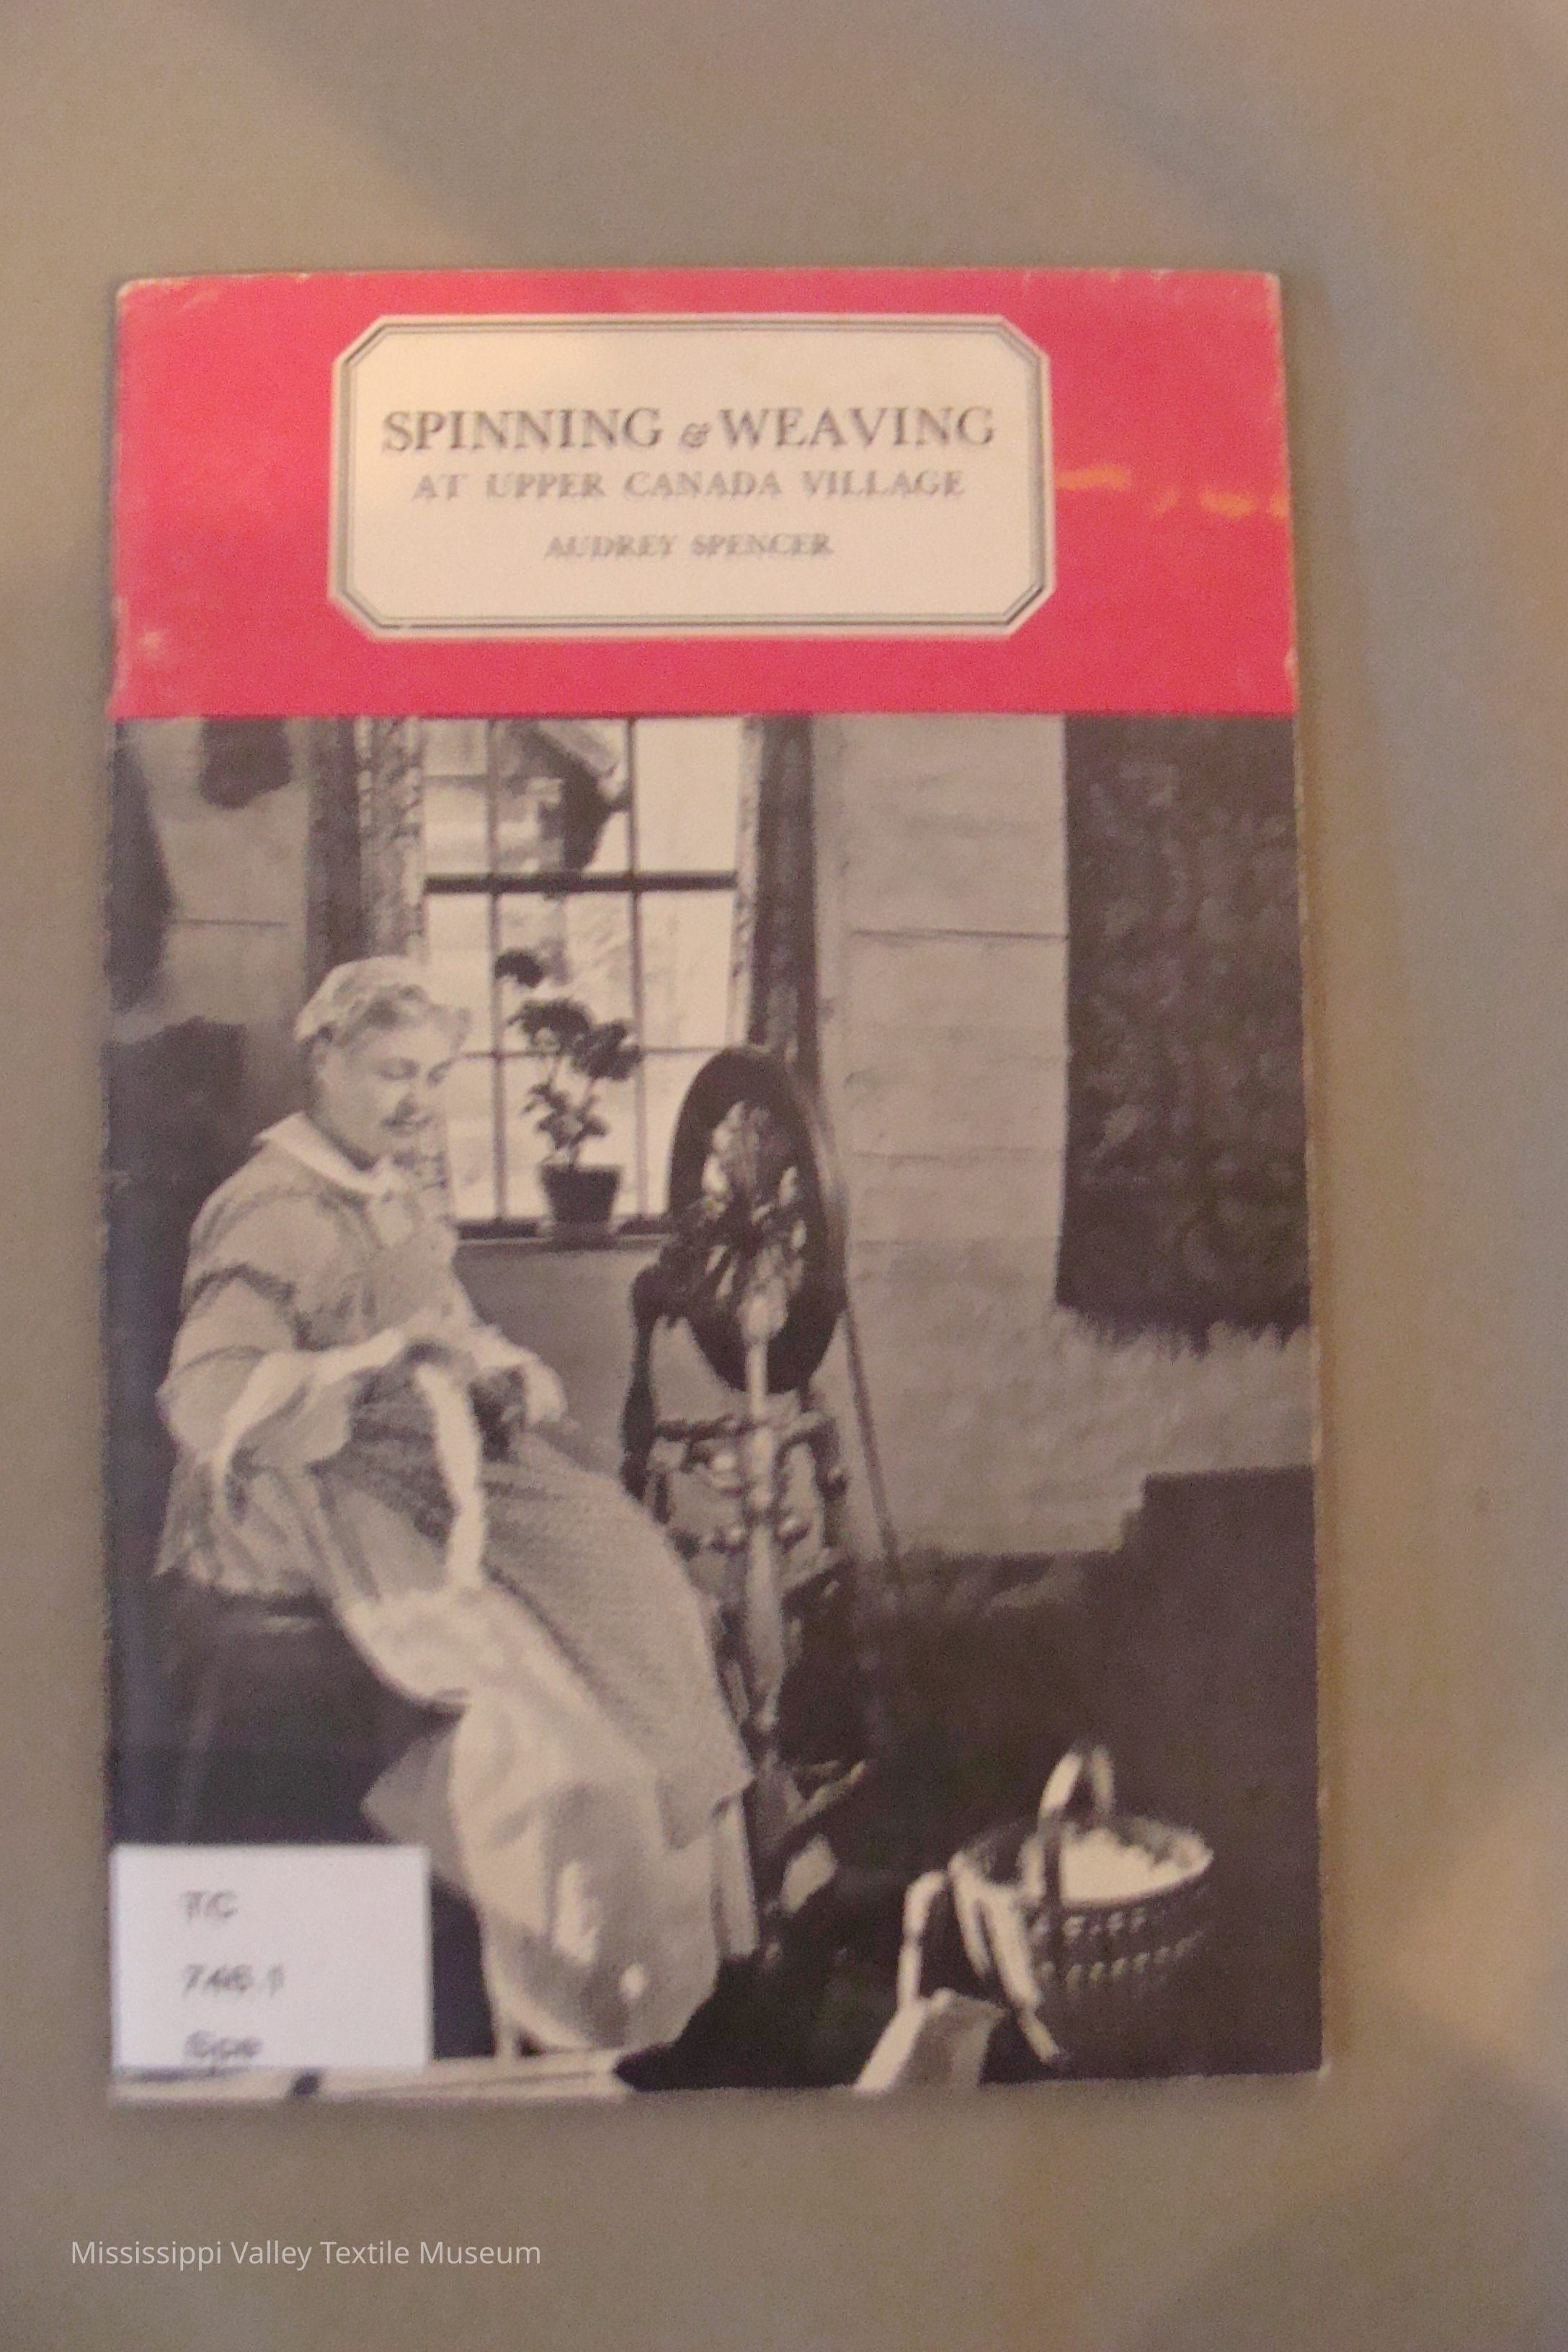 SPINNING & WEAVING
AT UPPER CANADA VILLAGE
AUDREY SPENCER
TC
746.1
Spe
Mississippi Valley Textile Museum